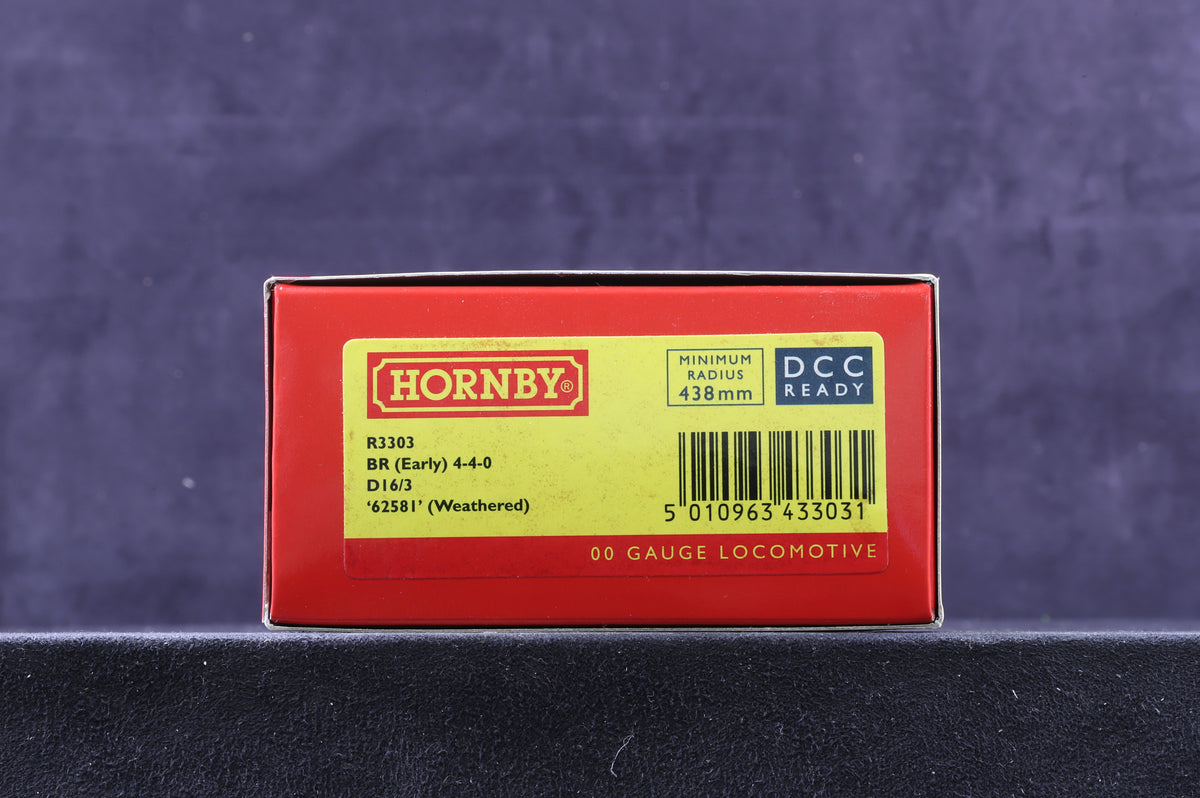 HORNBY®
MINIMUM
RADIUS
438mm
DCC
READY
R3303
BR (Early) 4-4-0
D16/3
‘62581’ (Weathered)
5 010963 433031
00 GAUGE LOCOMOTIVE